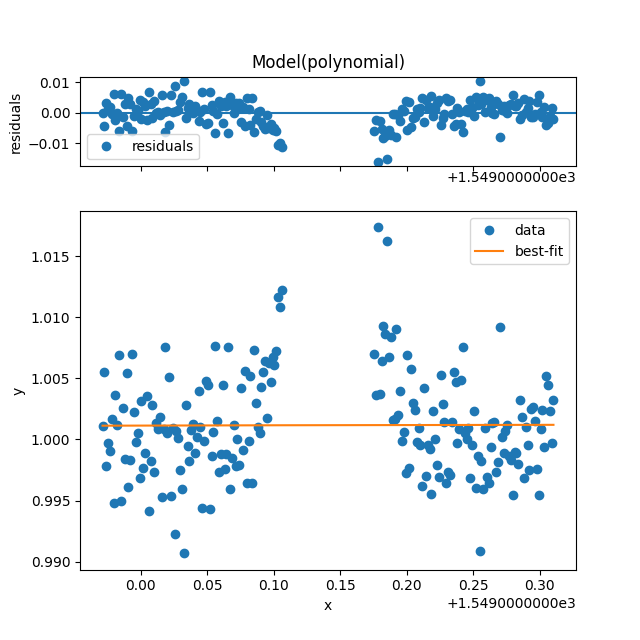 Model(polynomial)
0.01
0.00
−0.01
residuals
residuals
+1.5490000000e3
1.015
1.010
1.005
1.000
0.995
0.990
y
data
best-fit
0.00 0.05 0.10 0.15 0.20 0.25 0.30
x
+1.5490000000e3